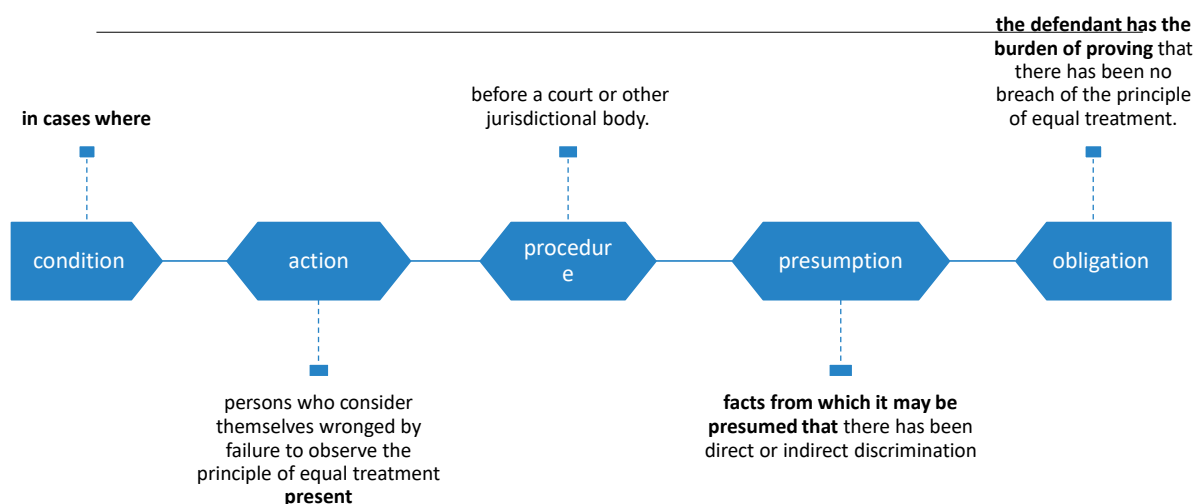 the defendant has the
burden of proving that
there has been no
breach of the principle
of equal treatment.
before a court or other
jurisdictional body.
in cases where
condition
action
procedur
e
presumption
obligation
persons who consider
themselves wronged by
failure to observe the
principle of equal treatment
present
facts from which it may be
presumed that there has been
direct or indirect discrimination